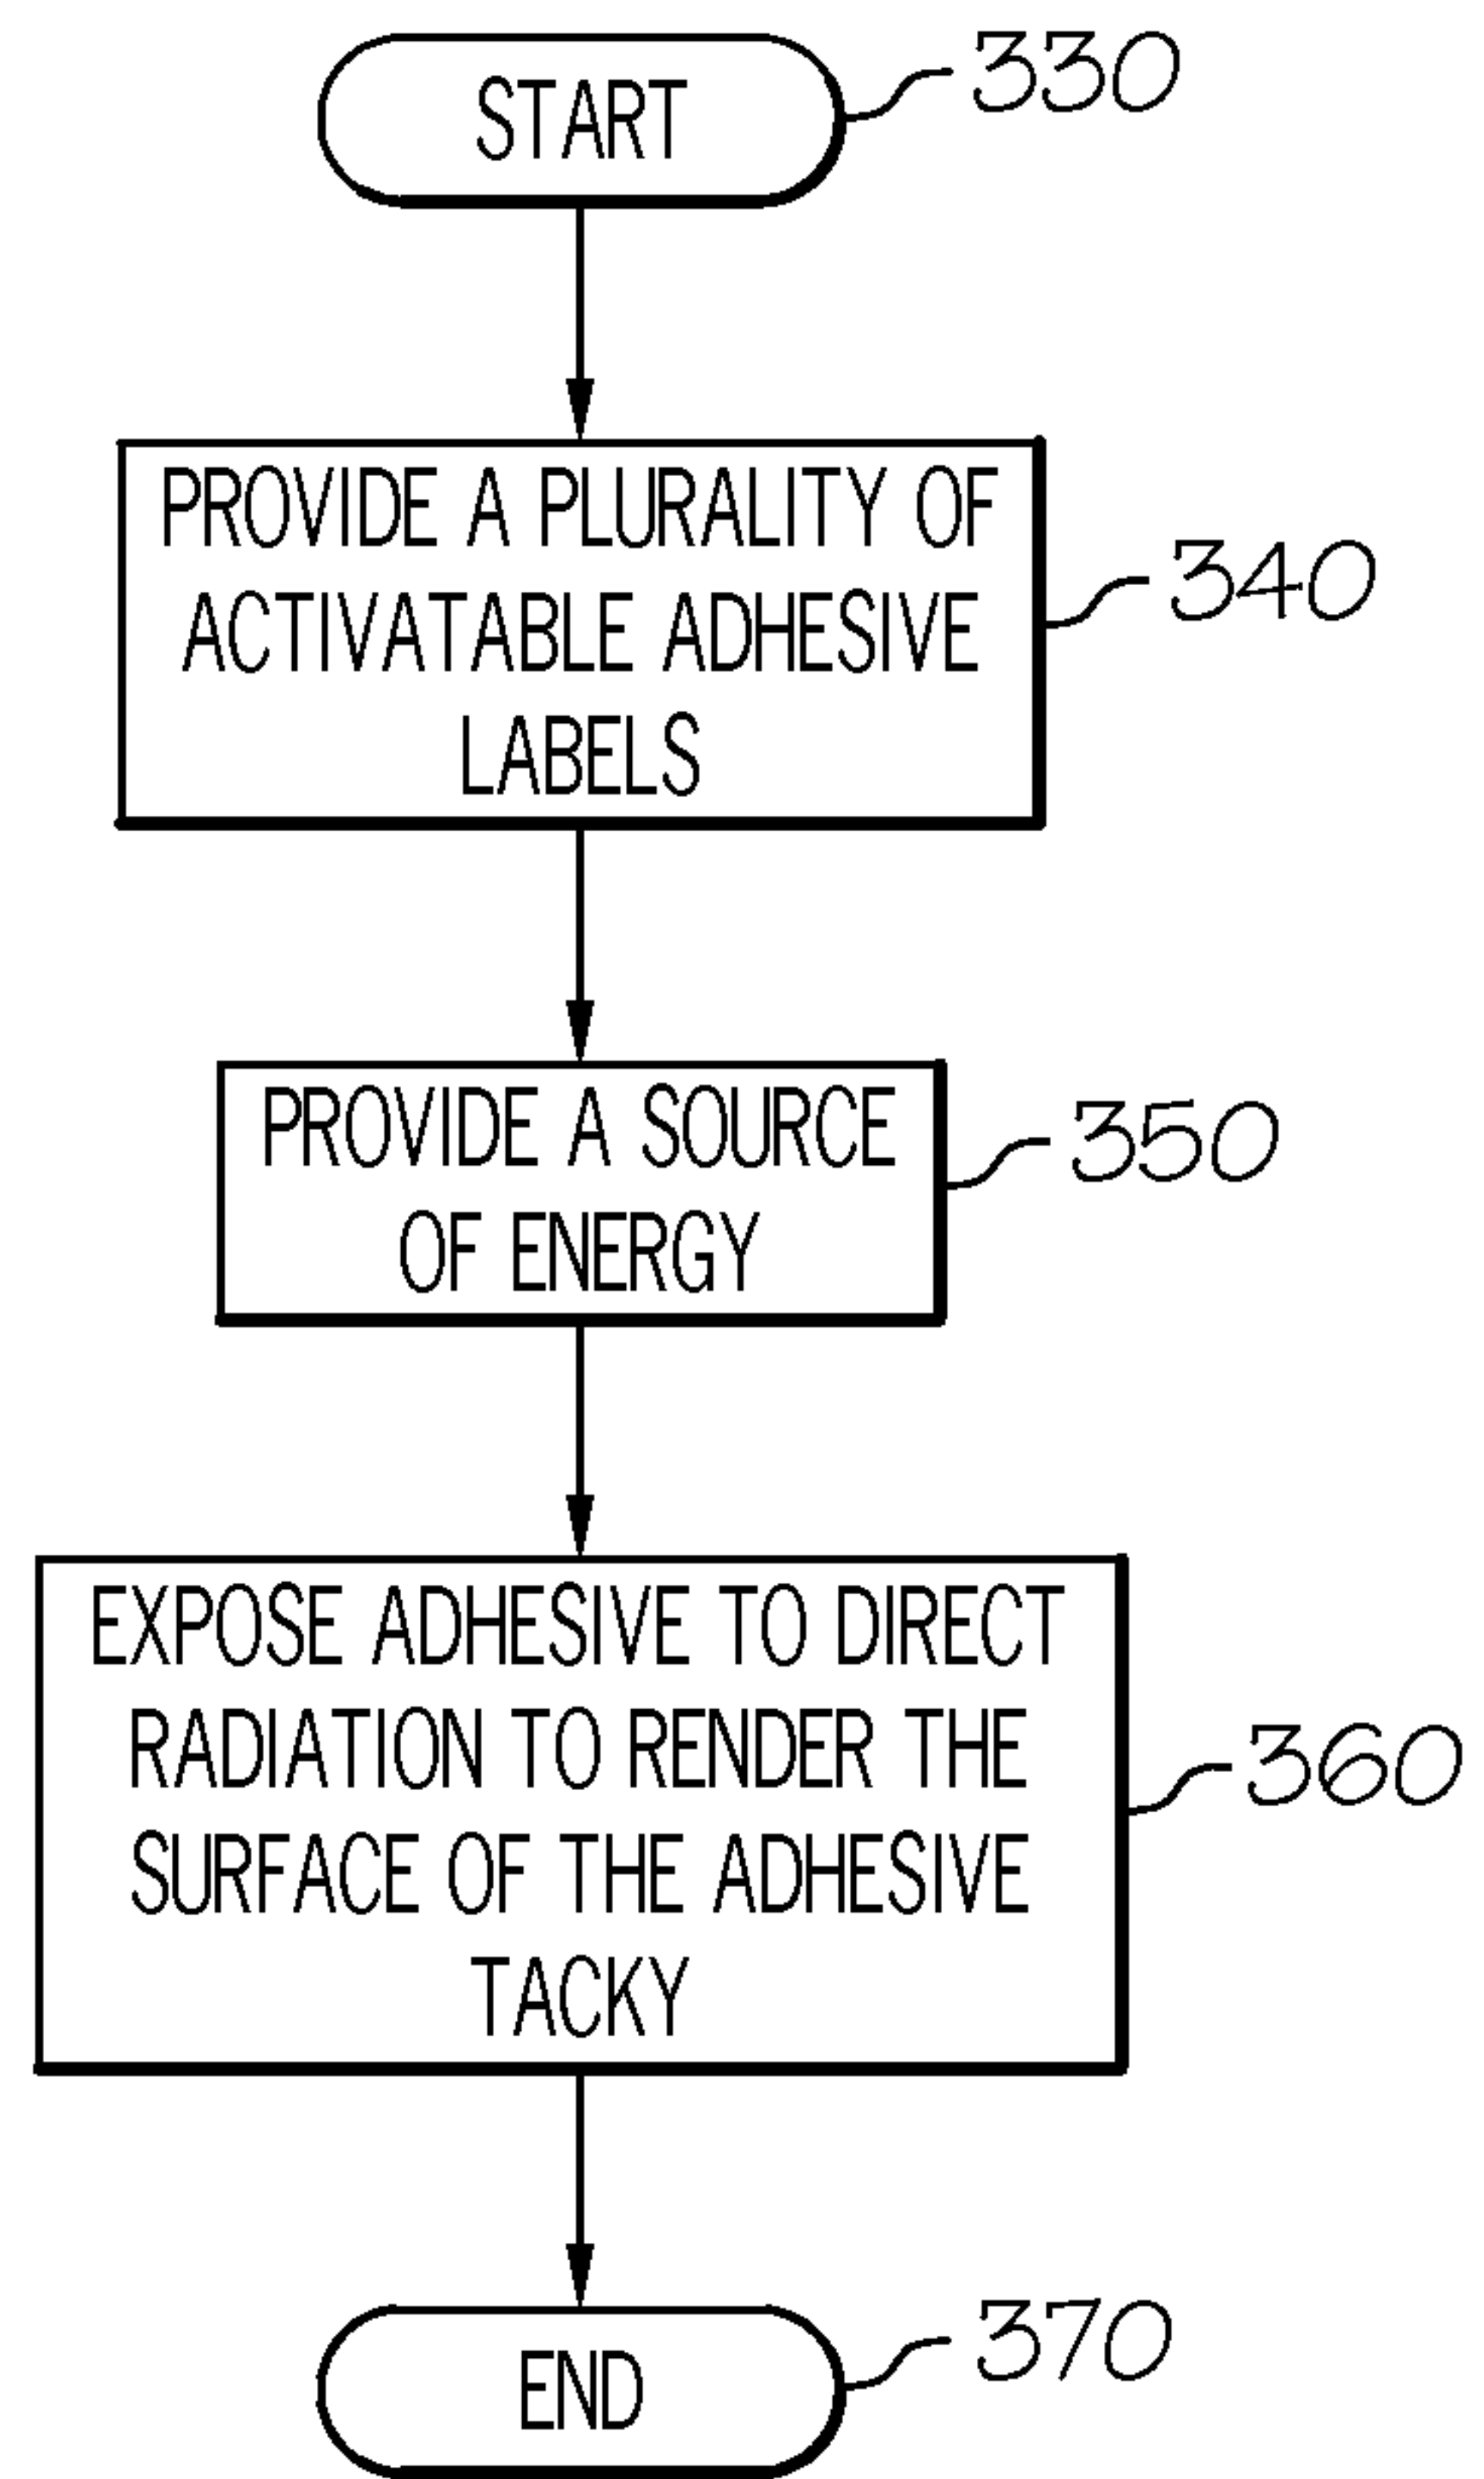 START
330
PROVIDE A PLURALITY OF
ACTIVATABLE ADHESIVE
LABELS
340
PROVIDE A SOURCE
OF ENERGY
350
EXPOSE ADHESIVE TO DIRECT
RADIATION TO RENDER THE
SURFACE OF THE ADHESIVE
TACKY
360
END
370